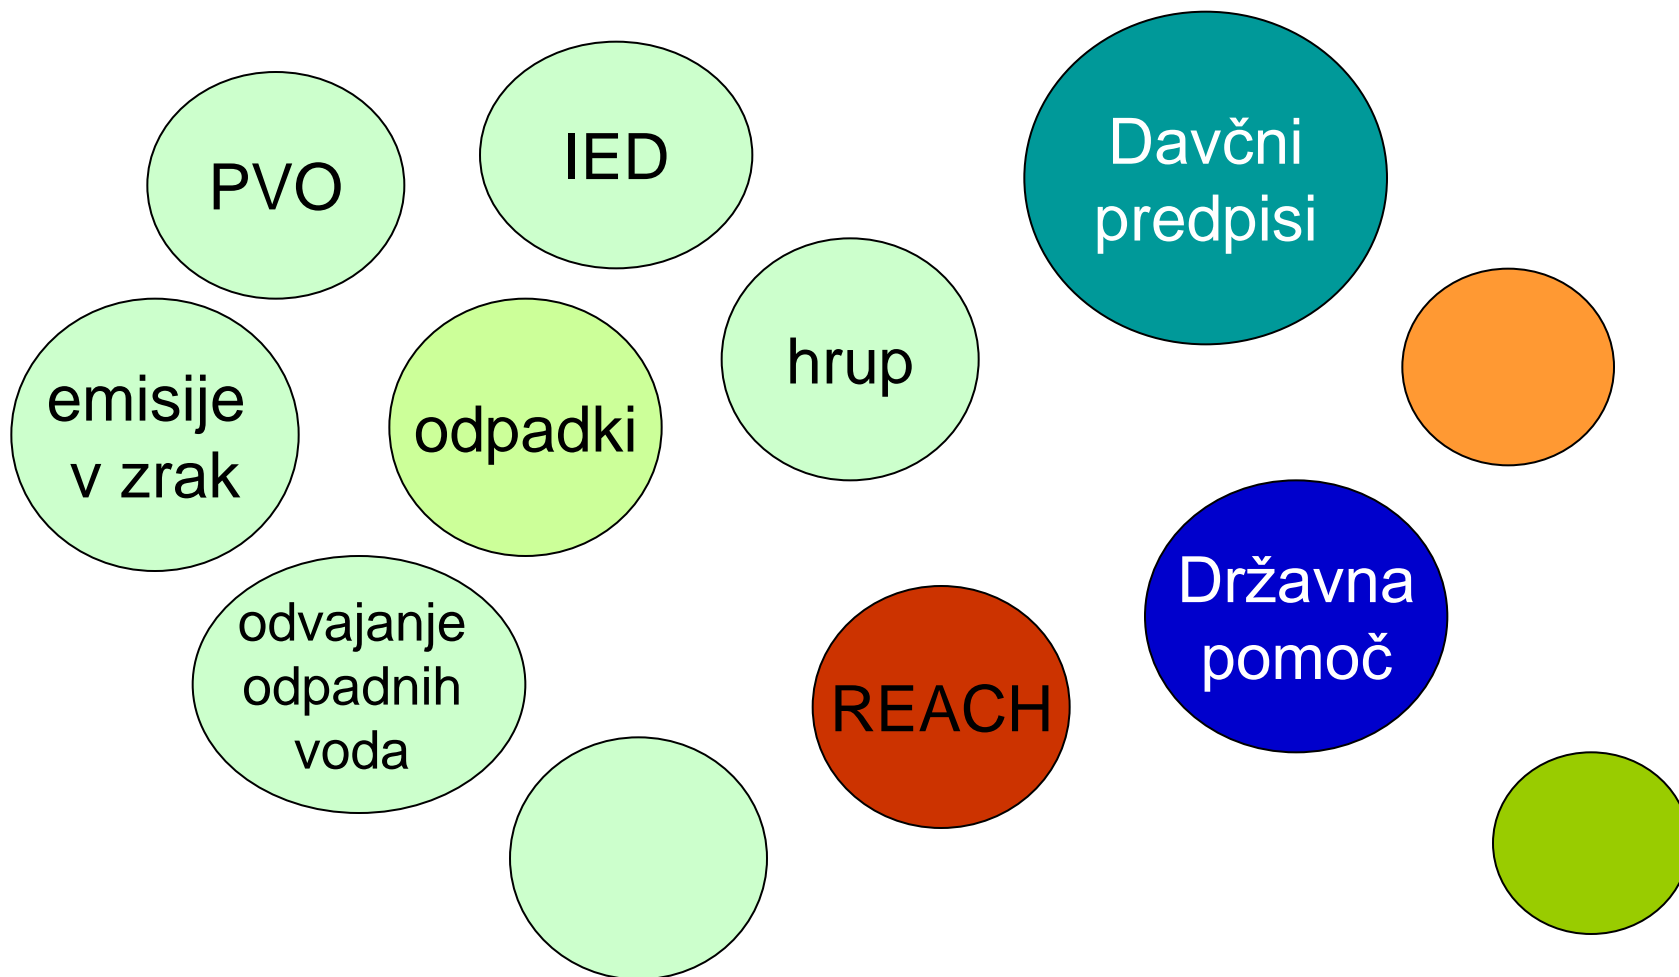 PVO
IED
Davčni
predpisi
emisije
v zrak
odpadki
hrup
odvajanje
odpadnih
voda
REACH
Državna
pomoč